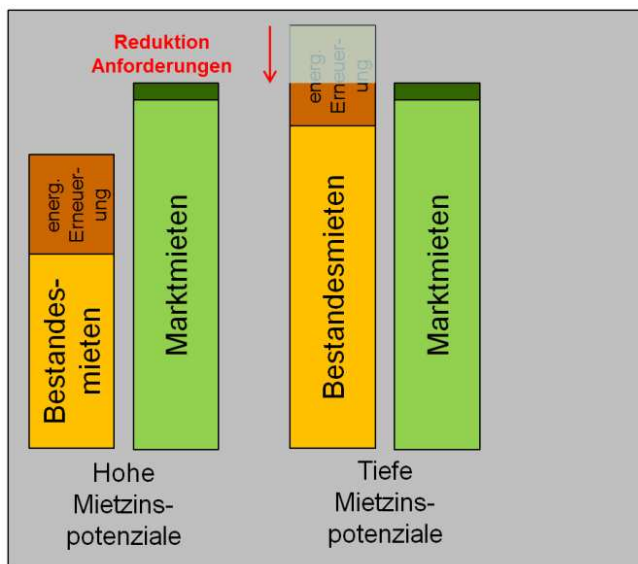 Reduktion
Anforderungen
energ.
Erneuer-
ung
Bestandes-
mieten
Marktmieten
energ.
Erneuer-
ung
Bestandesmieten
Marktmieten
Hohe
Mietzins-
potenziale
Tiefe
Mietzins-
potenziale